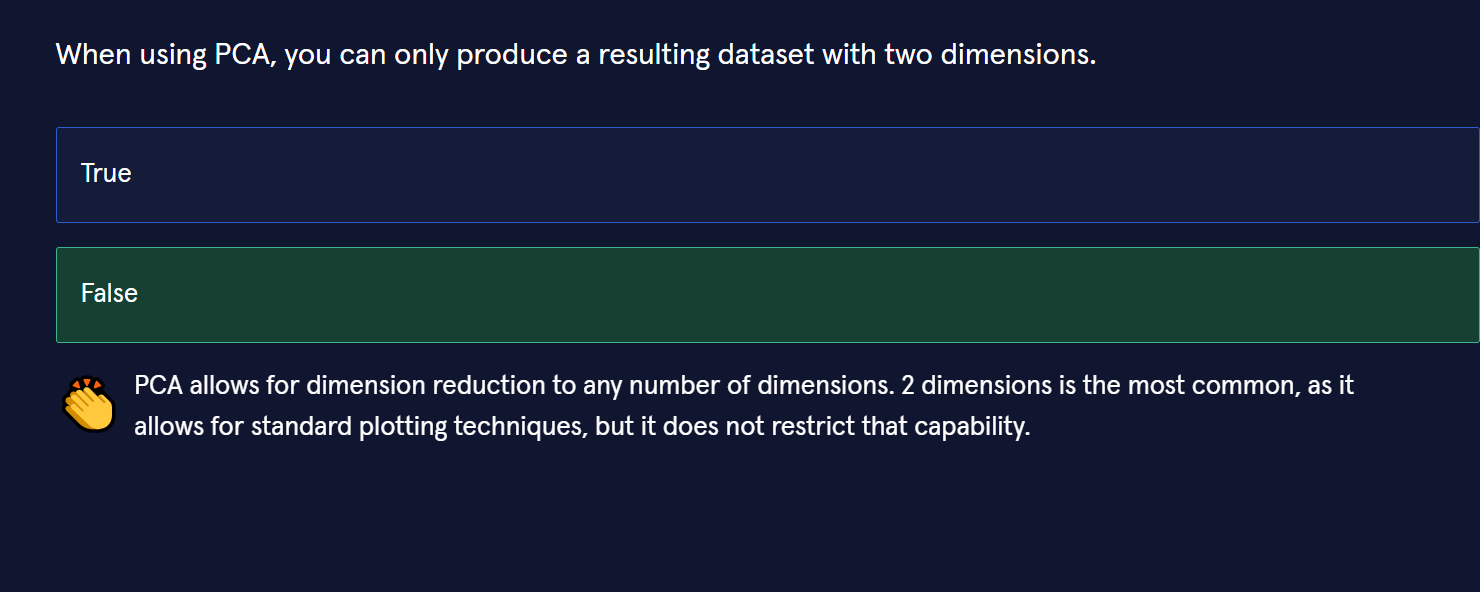 When using PCA, you can only produce a resulting dataset with two dimensions.
True
False
PCA allows for dimension reduction to any number of dimensions. 2 dimensions is the most common, as it
allows for standard plotting techniques, but it does not restrict that capability.